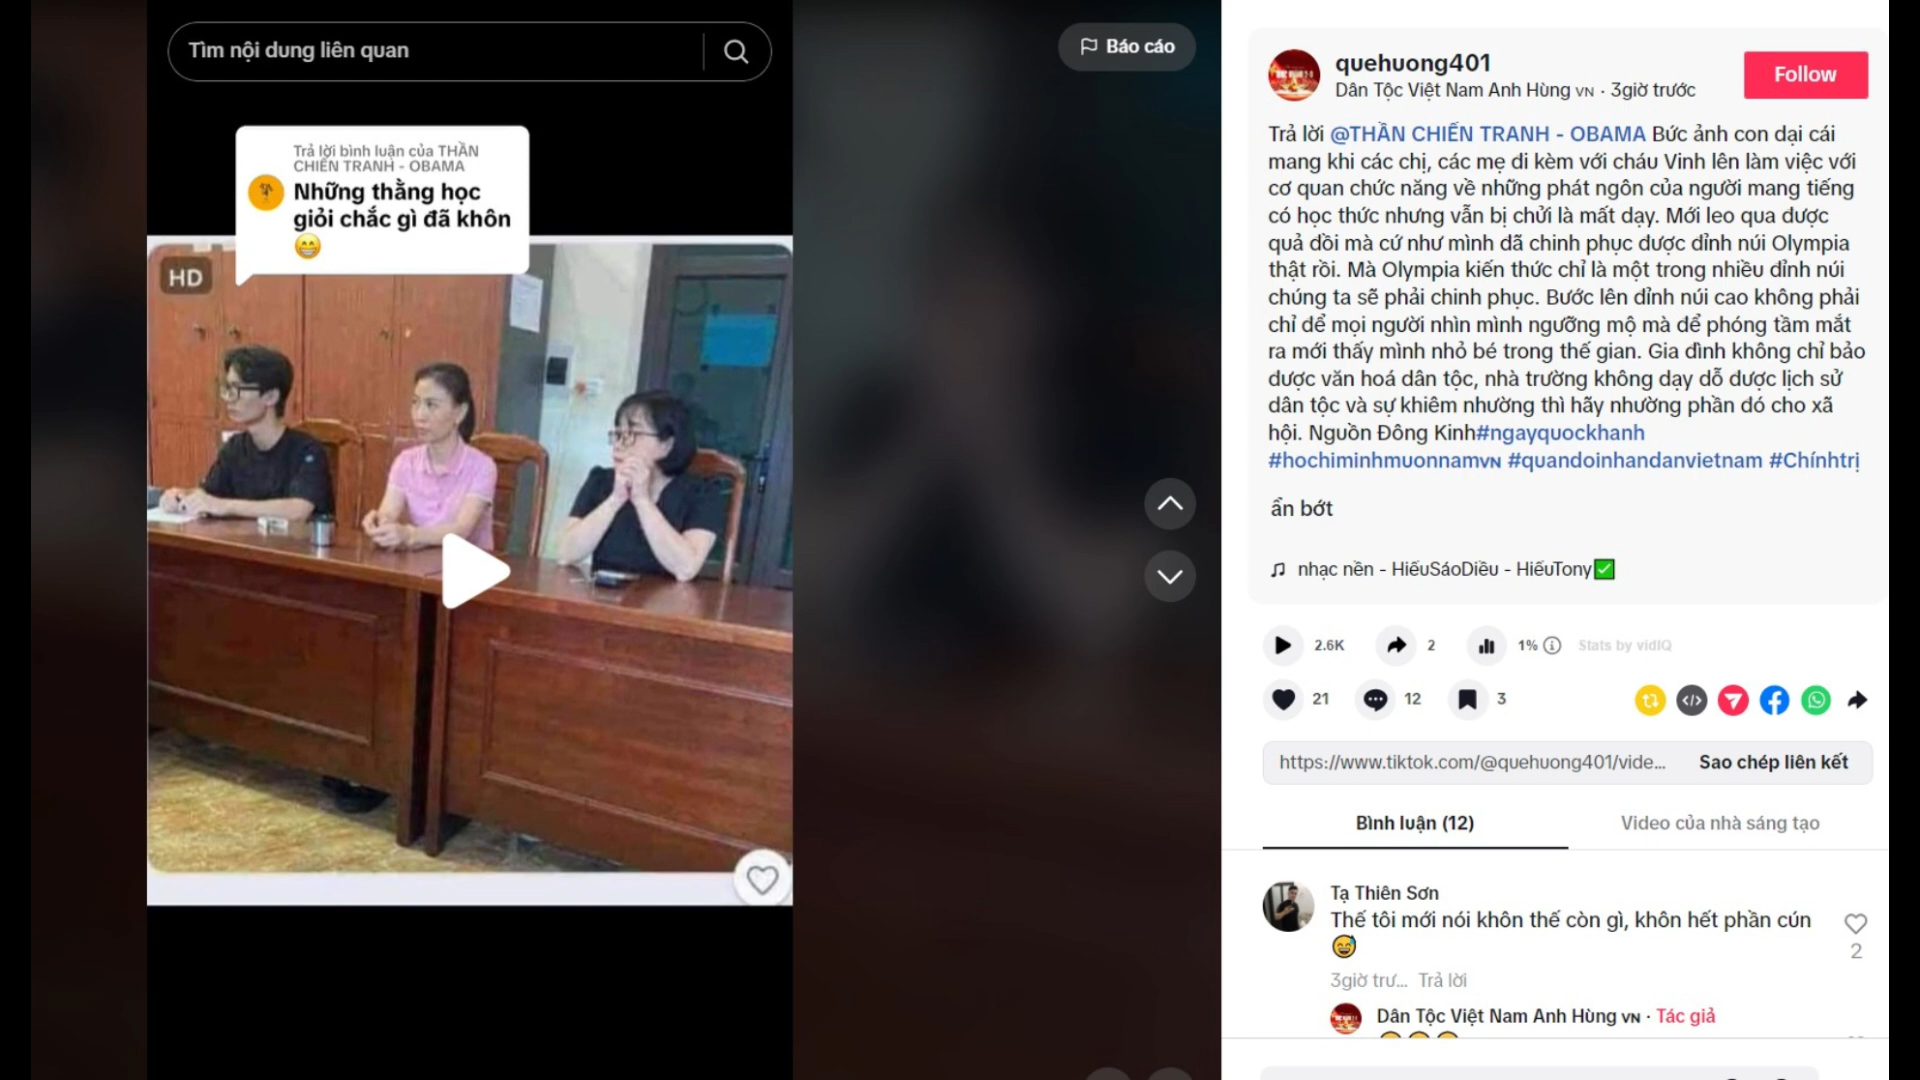 Tìm nội dung liên quan
Báo cáo
Trả lời bình luận của THẦN
CHIẾN TRANH - OBAMA
Những thằng học
giỏi chắc gì đã khôn
😁
HD
quehuong401
Dân Tộc Việt Nam Anh Hùng VN · 3giờ trước
Follow
Trả lời @THẦN CHIẾN TRANH - OBAMA Bức ảnh con dại cái
mang khi các chị, các mẹ đi kèm với cháu Vinh lên làm việc với
cơ quan chức năng về những phát ngôn của người mang tiếng
có học thức nhưng vẫn bị chửi là mất dạy. Mới leo qua được
quả đồi mà cứ như mình đã chinh phục được đỉnh núi Olympia
thật rồi. Mà Olympia kiến thức chỉ là một trong nhiều đỉnh núi
chúng ta sẽ phải chinh phục. Bước lên đỉnh núi cao không phải
chỉ để mọi người nhìn mình ngưỡng mộ mà để phóng tầm mắt
ra mới thấy mình nhỏ bé trong thế gian. Gia đình không chỉ bảo
được văn hoá dân tộc, nhà trường không dạy dỗ được lịch sử
dân tộc và sự khiêm nhường thì hãy nhường phần đó cho xã
hội. Nguồn Đông Kinh#ngayquockhanh
#hochiminhmuonnamVN #quandoinhandanvietnam #Chínhtrị
ẩn bớt
nhạc nền - HiếuSáoDiều - HiếuTony✅
2.6K
2
1%
Stats by vidIQ
21
12
3
https://www.tiktok.com/@quehuong401/vide...
Sao chép liên kết
Bình luận (12)
Video của nhà sáng tạo
Tạ Thiên Sơn
Thế tôi mới nói khôn thế còn gì, khôn hết phần cún
😅
2
3giờ trư... Trả lời
Dân Tộc Việt Nam Anh Hùng VN · Tác giả